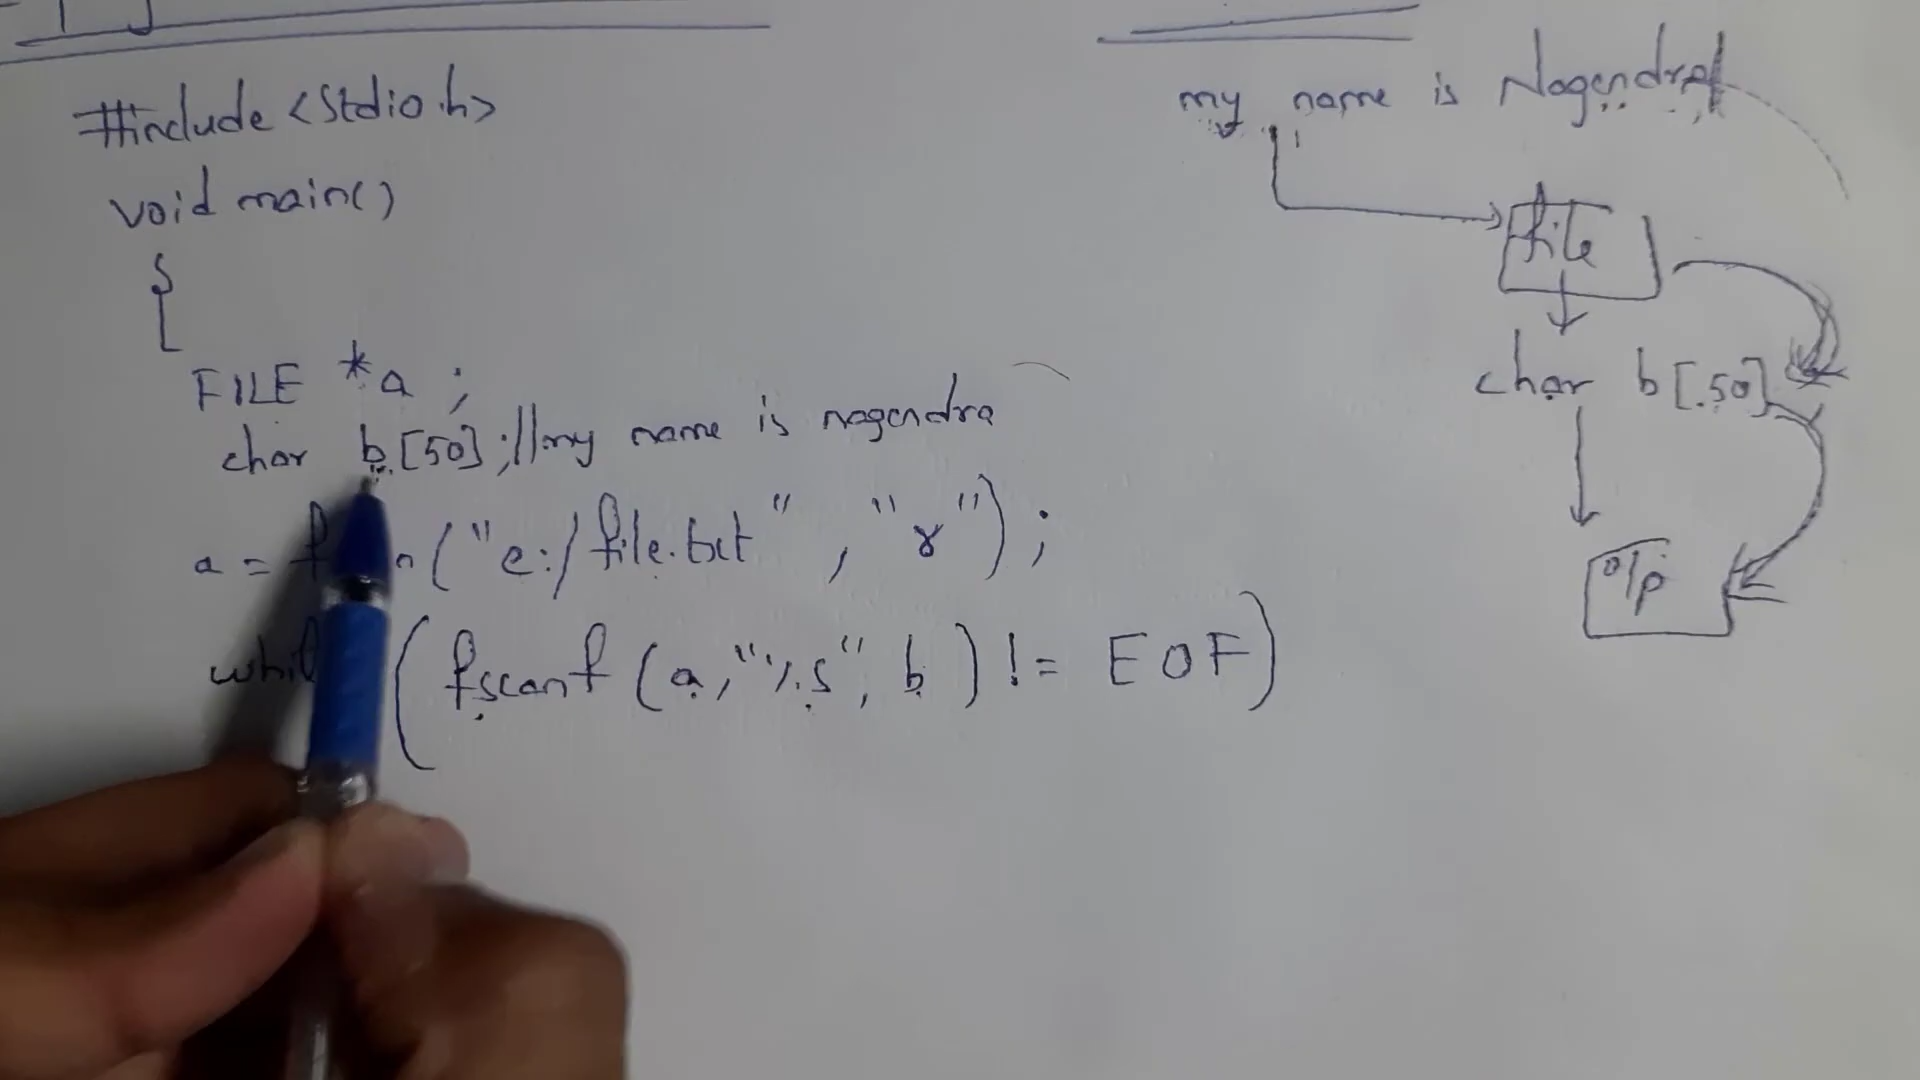 #include <stdio.h>
void main()
{
FILE *a ;
char b[50] ; //my name is nagendra
a = ("e:/file.txt" , "r") ;
(fscanf (a, "%s", b) != EOF)
my name is Nagendra
file
char b[50]
o/p